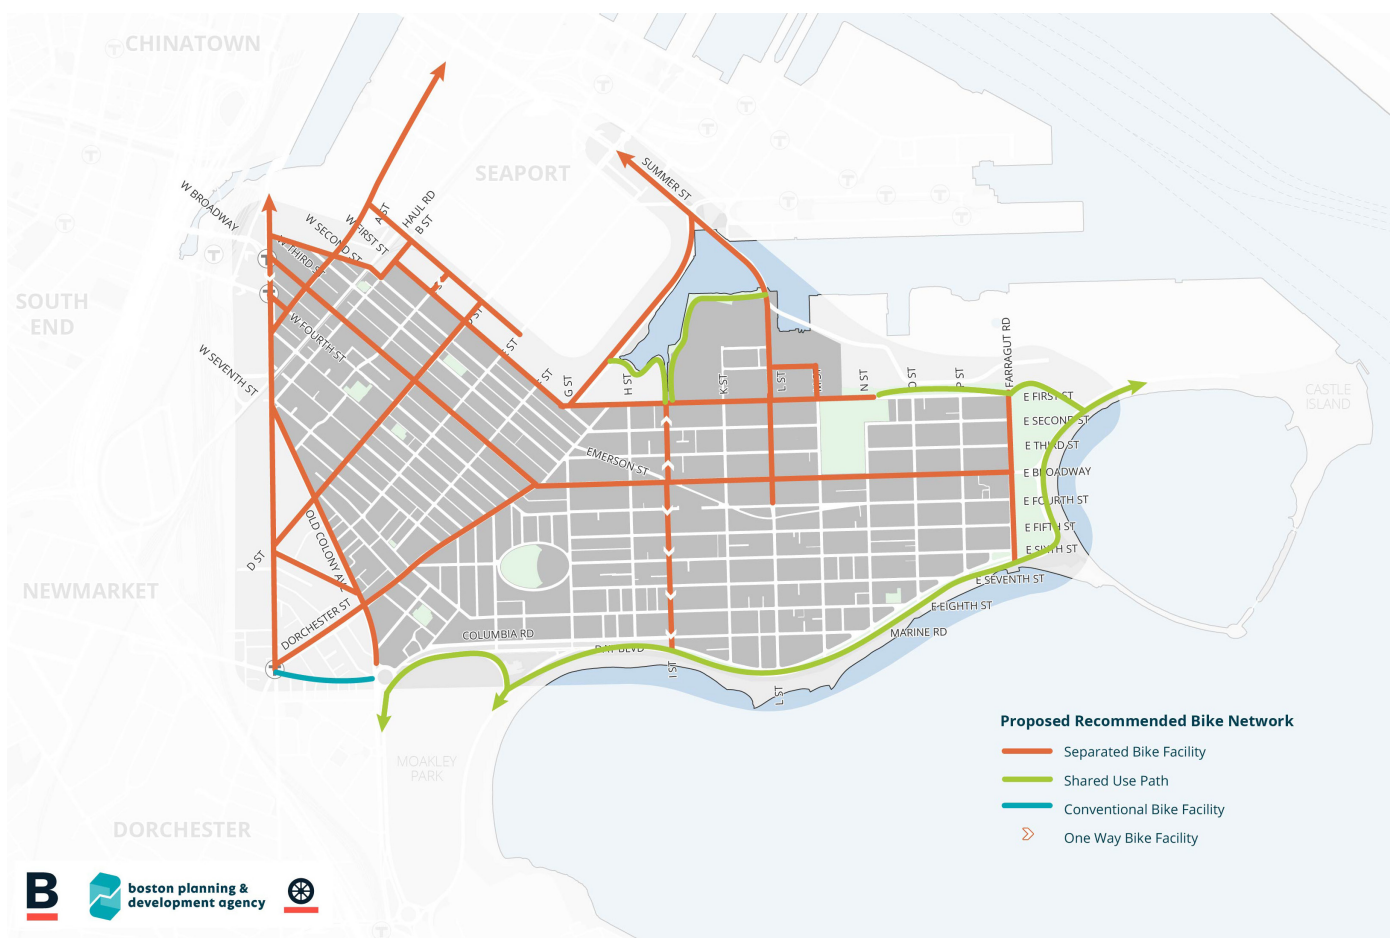 CHINATOWN
SEAPORT
SUMMER ST
W BROADWAY
A ST
HAUL RD
B ST
W FIRST ST
W SECOND ST
W THIRD ST
SOUTH
END
W FOURTH ST
W SEVENTH ST
G ST
H ST
K ST
L ST
N ST
O ST
P ST
FARRAGUT RD
E FIRST ST
E SECOND ST
E THIRD ST
E BROADWAY
E FOURTH ST
E FIFTH ST
E SIXTH ST
E SEVENTH ST
E EIGHTH ST
MARINE RD
CASTLE
ISLAND
EMERSON ST
OLD COLONY AV
D ST
NEWMARKET
DORCHESTER ST
COLUMBIA RD
DAY BLVD
I ST
L ST
MOAKLEY
PARK
DORCHESTER
Proposed Recommended Bike Network
Separated Bike Facility
Shared Use Path
Conventional Bike Facility
One Way Bike Facility
B
boston planning &
development agency